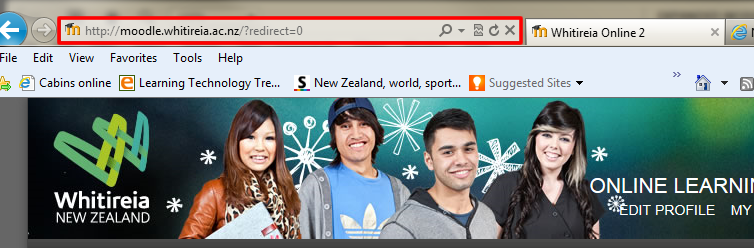 http://moodle.whitireia.ac.nz/?redirect=0
Whitireia Online 2
File Edit View Favorites Tools Help
Cabins online Learning Technology Tre... S New Zealand, world, sport... Suggested Sites
Whitireia
NEW ZEALAND
ONLINE LEARNIN
EDIT PROFILE MY